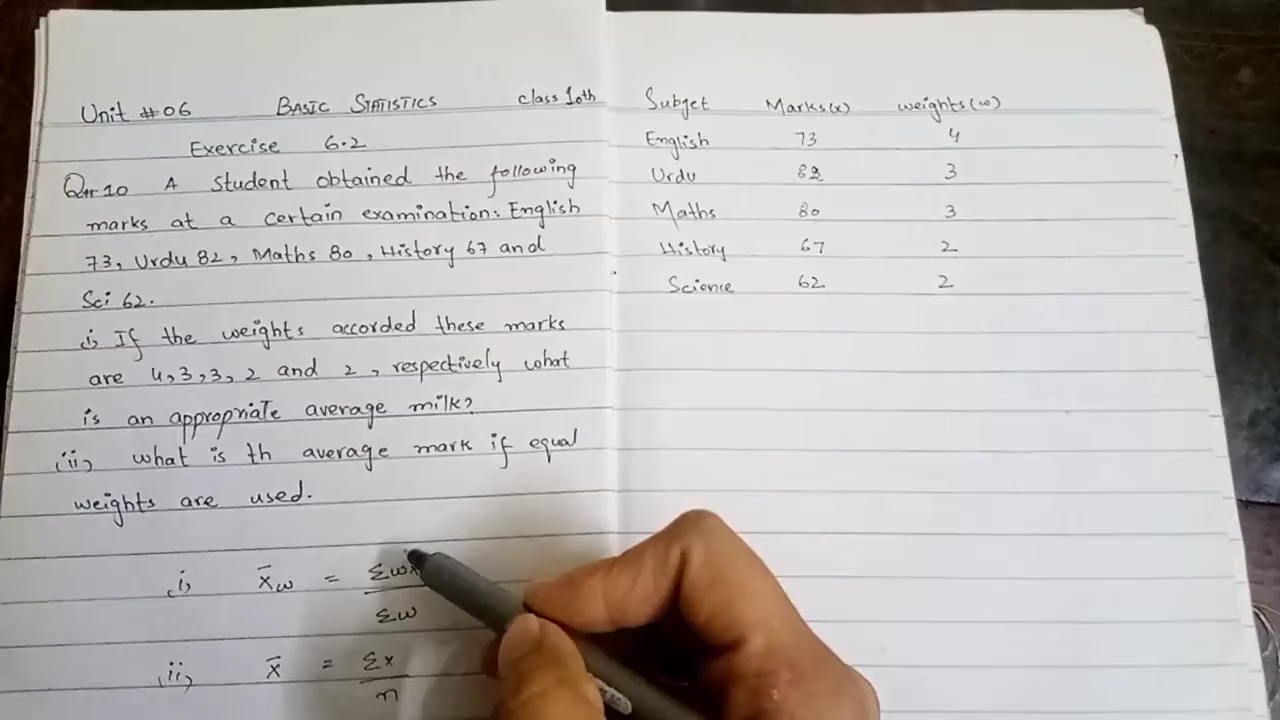 Unit #06 BASIC STATISTICS class 10th
Exercise 6.2
Q#10 A student obtained the following
marks at a certain examination: English
73, Urdu 82, Maths 80, History 67 and
Sci 62.
(i) If the weights accorded these marks
are 4,3,3,2 and 2, respectively what
is an appropriate average milk?
(ii) what is th average mark if equal
weights are used.
(i) x̄w = Σwx
Σw
(ii) x̄ = Σx
n
Subjet Marks(x) weights(w)
English 73 4
Urdu 82 3
Maths 80 3
History 67 2
Science 62 2